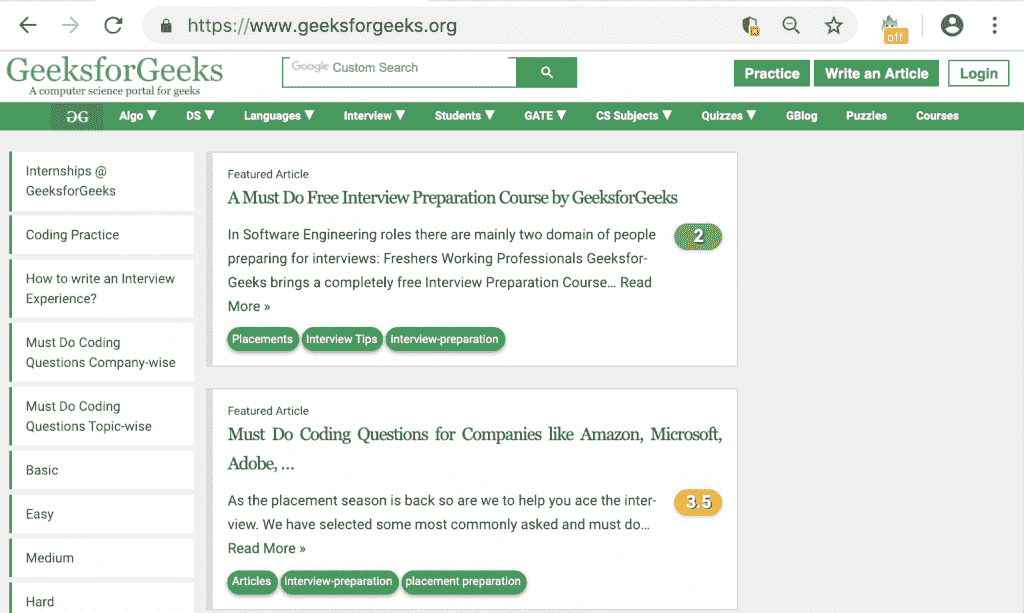 https://www.geeksforgeeks.org
off
GeeksforGeeks
A computer science portal for geeks
Google Custom Search
Practice
Write an Article
Login
Algo ▼ DS ▼ Languages ▼ Interview ▼ Students ▼ GATE ▼ CS Subjects ▼ Quizzes ▼ GBlog Puzzles Courses
Internships @
GeeksforGeeks
Coding Practice
How to write an Interview
Experience?
Must Do Coding
Questions Company-wise
Must Do Coding
Questions Topic-wise
Basic
Easy
Medium
Hard
Featured Article
A Must Do Free Interview Preparation Course by GeeksforGeeks
In Software Engineering roles there are mainly two domain of people
preparing for interviews: Freshers Working Professionals Geeksfor-
Geeks brings a completely free Interview Preparation Course... Read
More »
2
Placements Interview Tips interview-preparation
Featured Article
Must Do Coding Questions for Companies like Amazon, Microsoft,
Adobe, ...
As the placement season is back so are we to help you ace the inter-
view. We have selected some most commonly asked and must do...
Read More »
3.5
Articles interview-preparation placement preparation